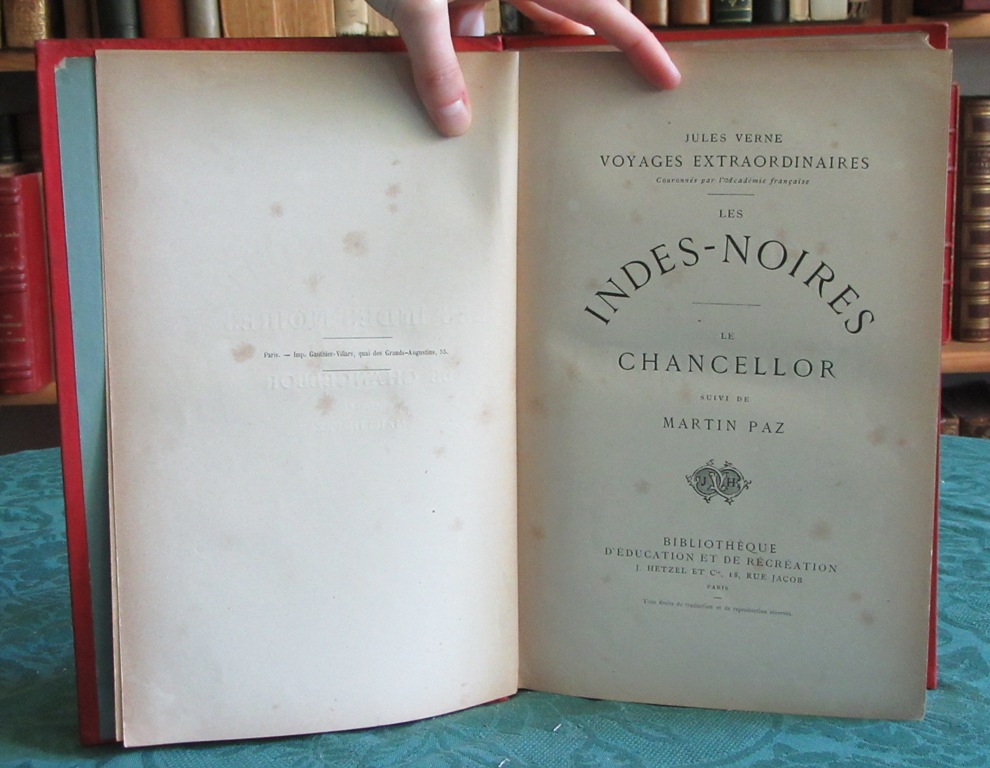 Paris. — Imp. Gauthier-Villars, quai des Grands-Augustins, 55.
JULES VERNE
VOYAGES EXTRAORDINAIRES
Couronnés par l'Académie française
LES
INDES-NOIRES
LE
CHANCELLOR
SUIVI DE
MARTIN PAZ
J H
BIBLIOTHÈQUE
D'ÉDUCATION ET DE RÉCRÉATION
J. HETZEL ET Cie, 18, RUE JACOB
PARIS
Tous droits de traduction et de reproduction réservés.